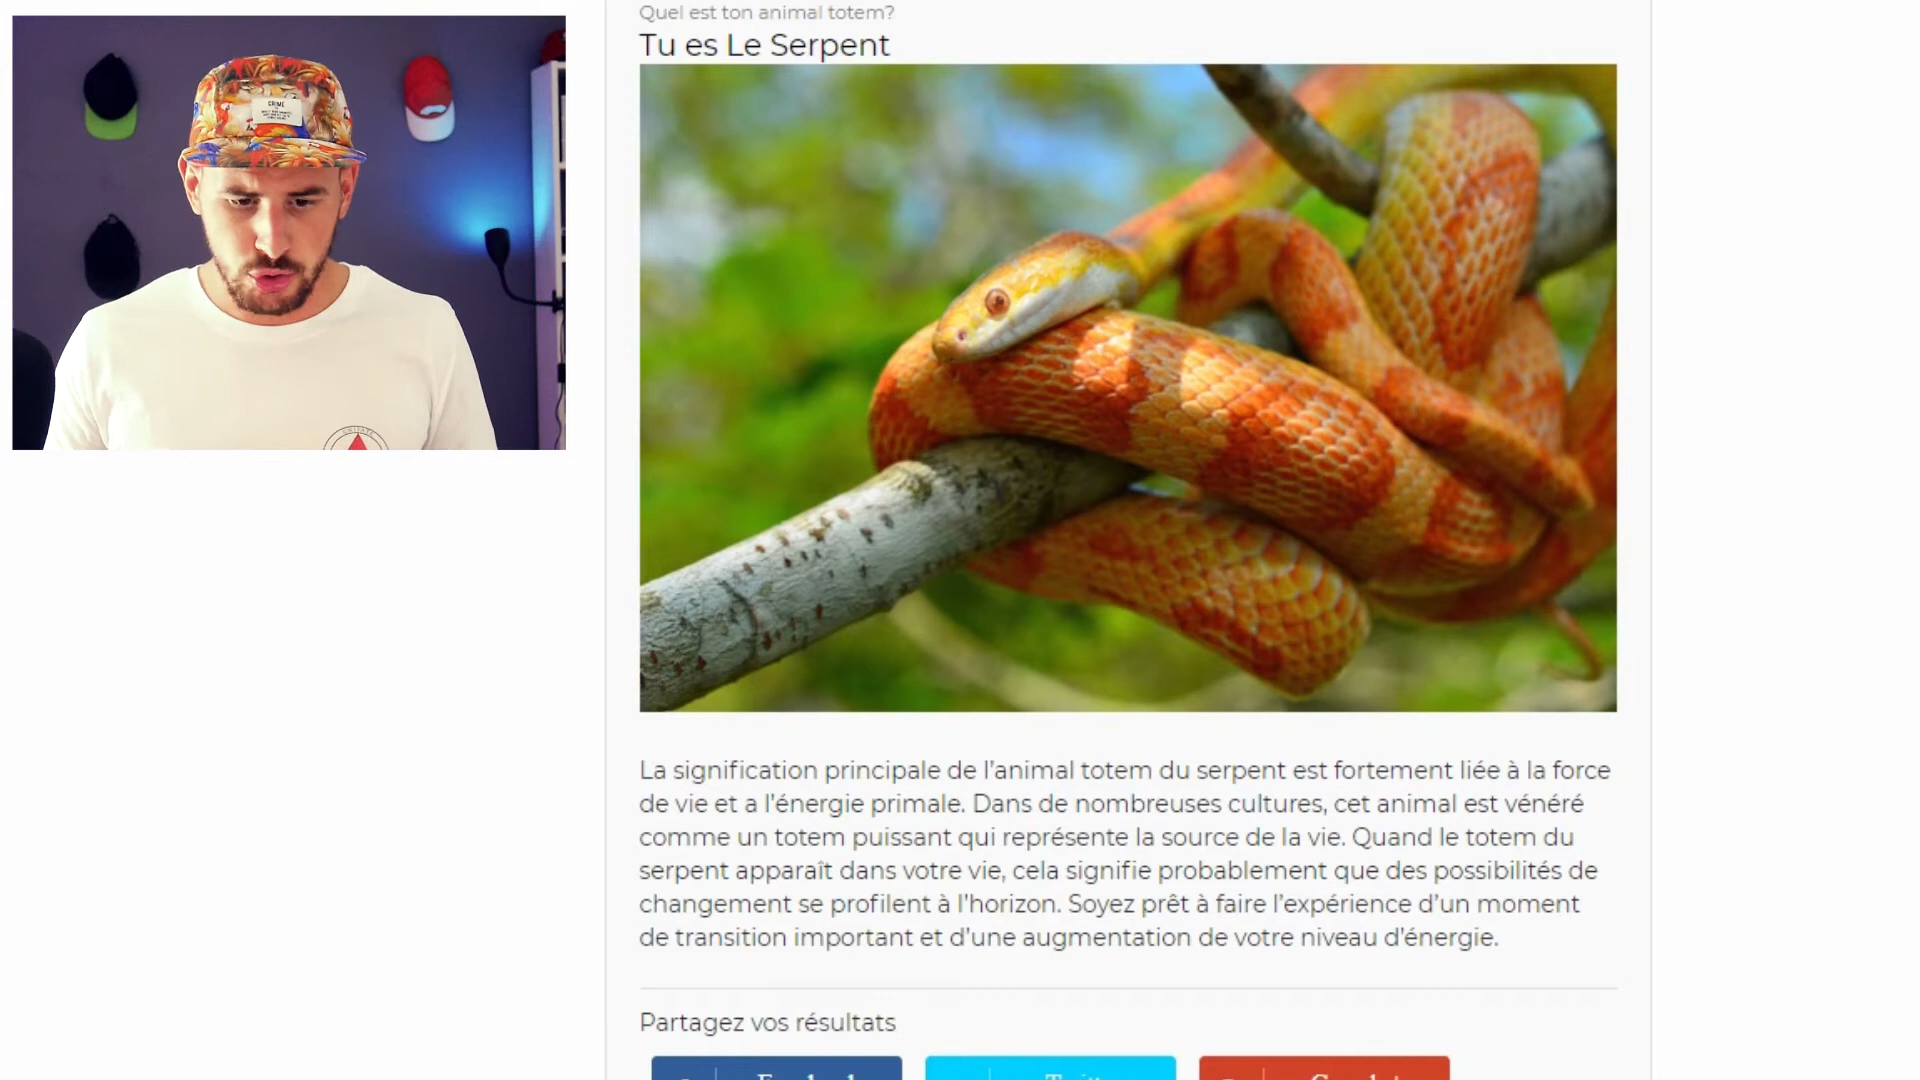 Quel est ton animal totem?
Tu es Le Serpent
CRIME
La signification principale de l'animal totem du serpent est fortement liée à la force
de vie et a l'énergie primale. Dans de nombreuses cultures, cet animal est vénéré
comme un totem puissant qui représente la source de la vie. Quand le totem du
serpent apparaît dans votre vie, cela signifie probablement que des possibilités de
changement se profilent à l'horizon. Soyez prêt à faire l'expérience d'un moment
de transition important et d'une augmentation de votre niveau d'énergie.
Partagez vos résultats